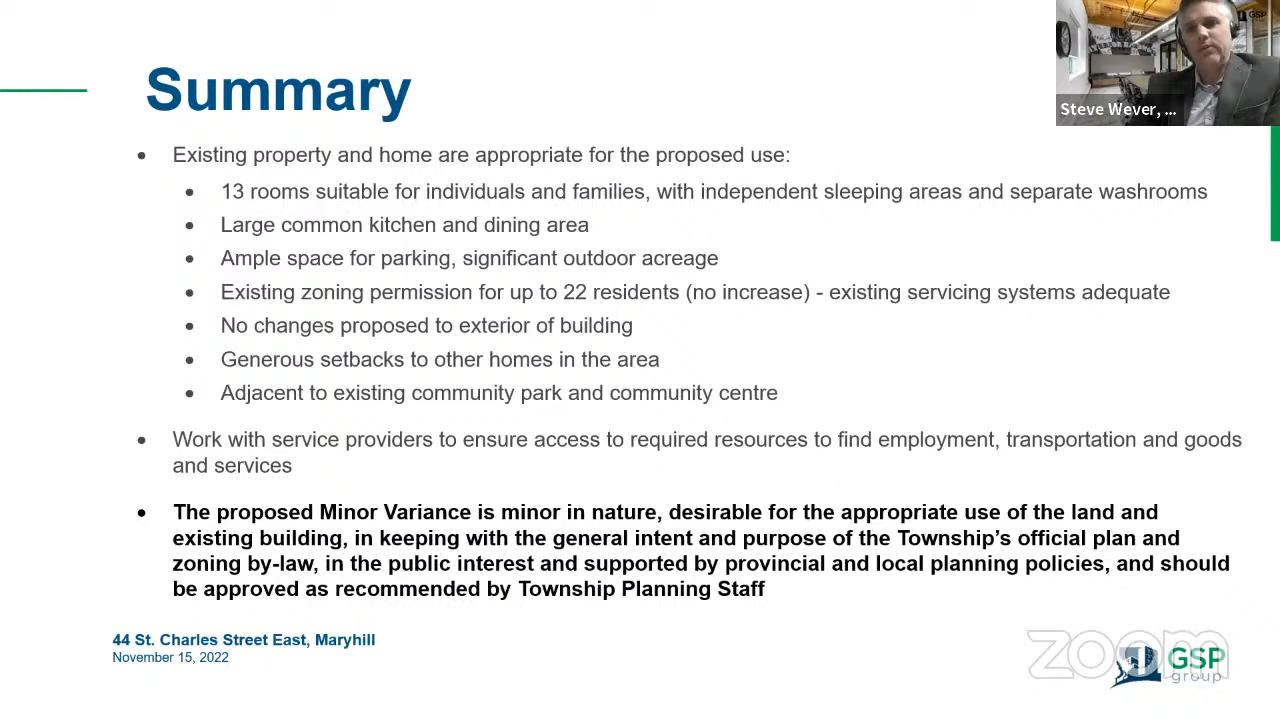 Summary
GSP
Steve Wever, ...
• Existing property and home are appropriate for the proposed use:
• 13 rooms suitable for individuals and families, with independent sleeping areas and separate washrooms
• Large common kitchen and dining area
• Ample space for parking, significant outdoor acreage
• Existing zoning permission for up to 22 residents (no increase) - existing servicing systems adequate
• No changes proposed to exterior of building
• Generous setbacks to other homes in the area
• Adjacent to existing community park and community centre
• Work with service providers to ensure access to required resources to find employment, transportation and goods
and services
• The proposed Minor Variance is minor in nature, desirable for the appropriate use of the land and
existing building, in keeping with the general intent and purpose of the Township’s official plan and
zoning by-law, in the public interest and supported by provincial and local planning policies, and should
be approved as recommended by Township Planning Staff
44 St. Charles Street East, Maryhill
November 15, 2022
zoom
GSP
group